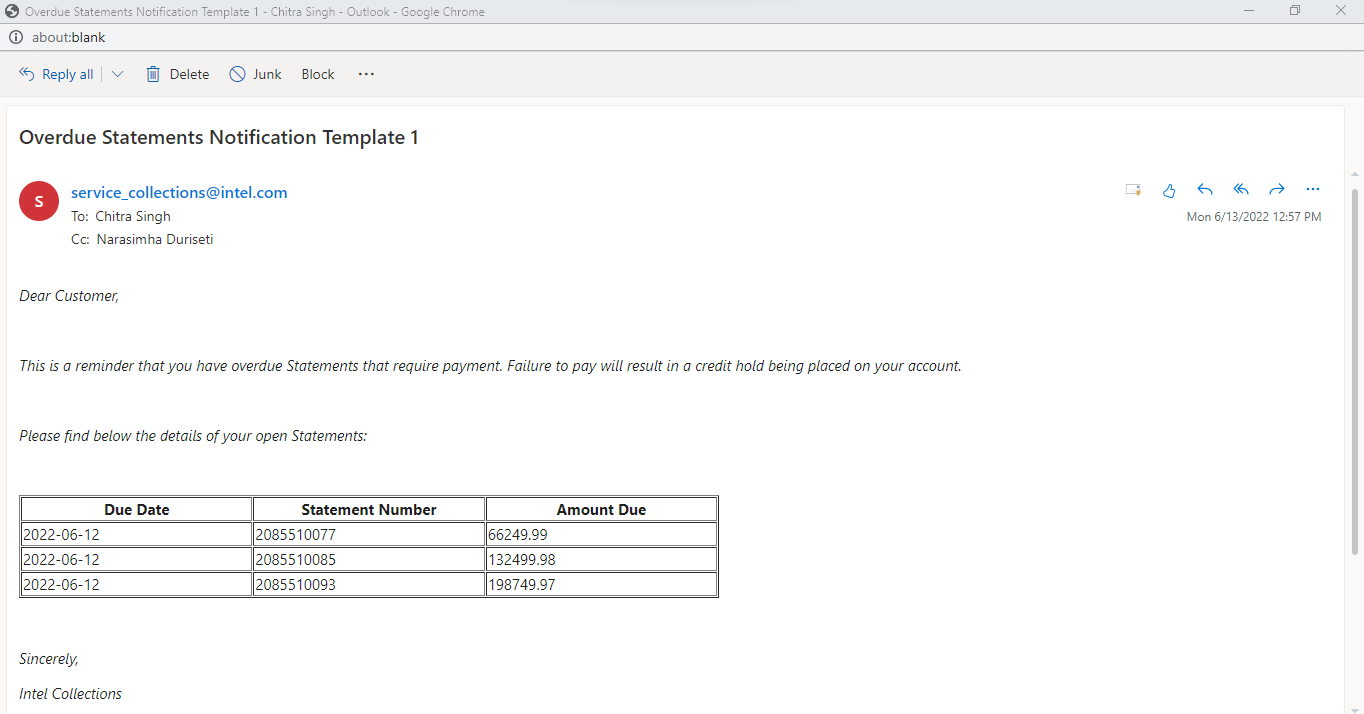 Overdue Statements Notification Template 1 - Chitra Singh - Outlook - Google Chrome
about:blank
Reply all Delete Junk Block
Overdue Statements Notification Template 1
S
service_collections@intel.com
To: Chitra Singh
Mon 6/13/2022 12:57 PM
Cc: Narasimha Duriseti
Dear Customer,
This is a reminder that you have overdue Statements that require payment. Failure to pay will result in a credit hold being placed on your account.
Please find below the details of your open Statements:
Due Date Statement Number Amount Due
2022-06-12 2085510077 66249.99
2022-06-12 2085510085 132499.98
2022-06-12 2085510093 198749.97
Sincerely,
Intel Collections